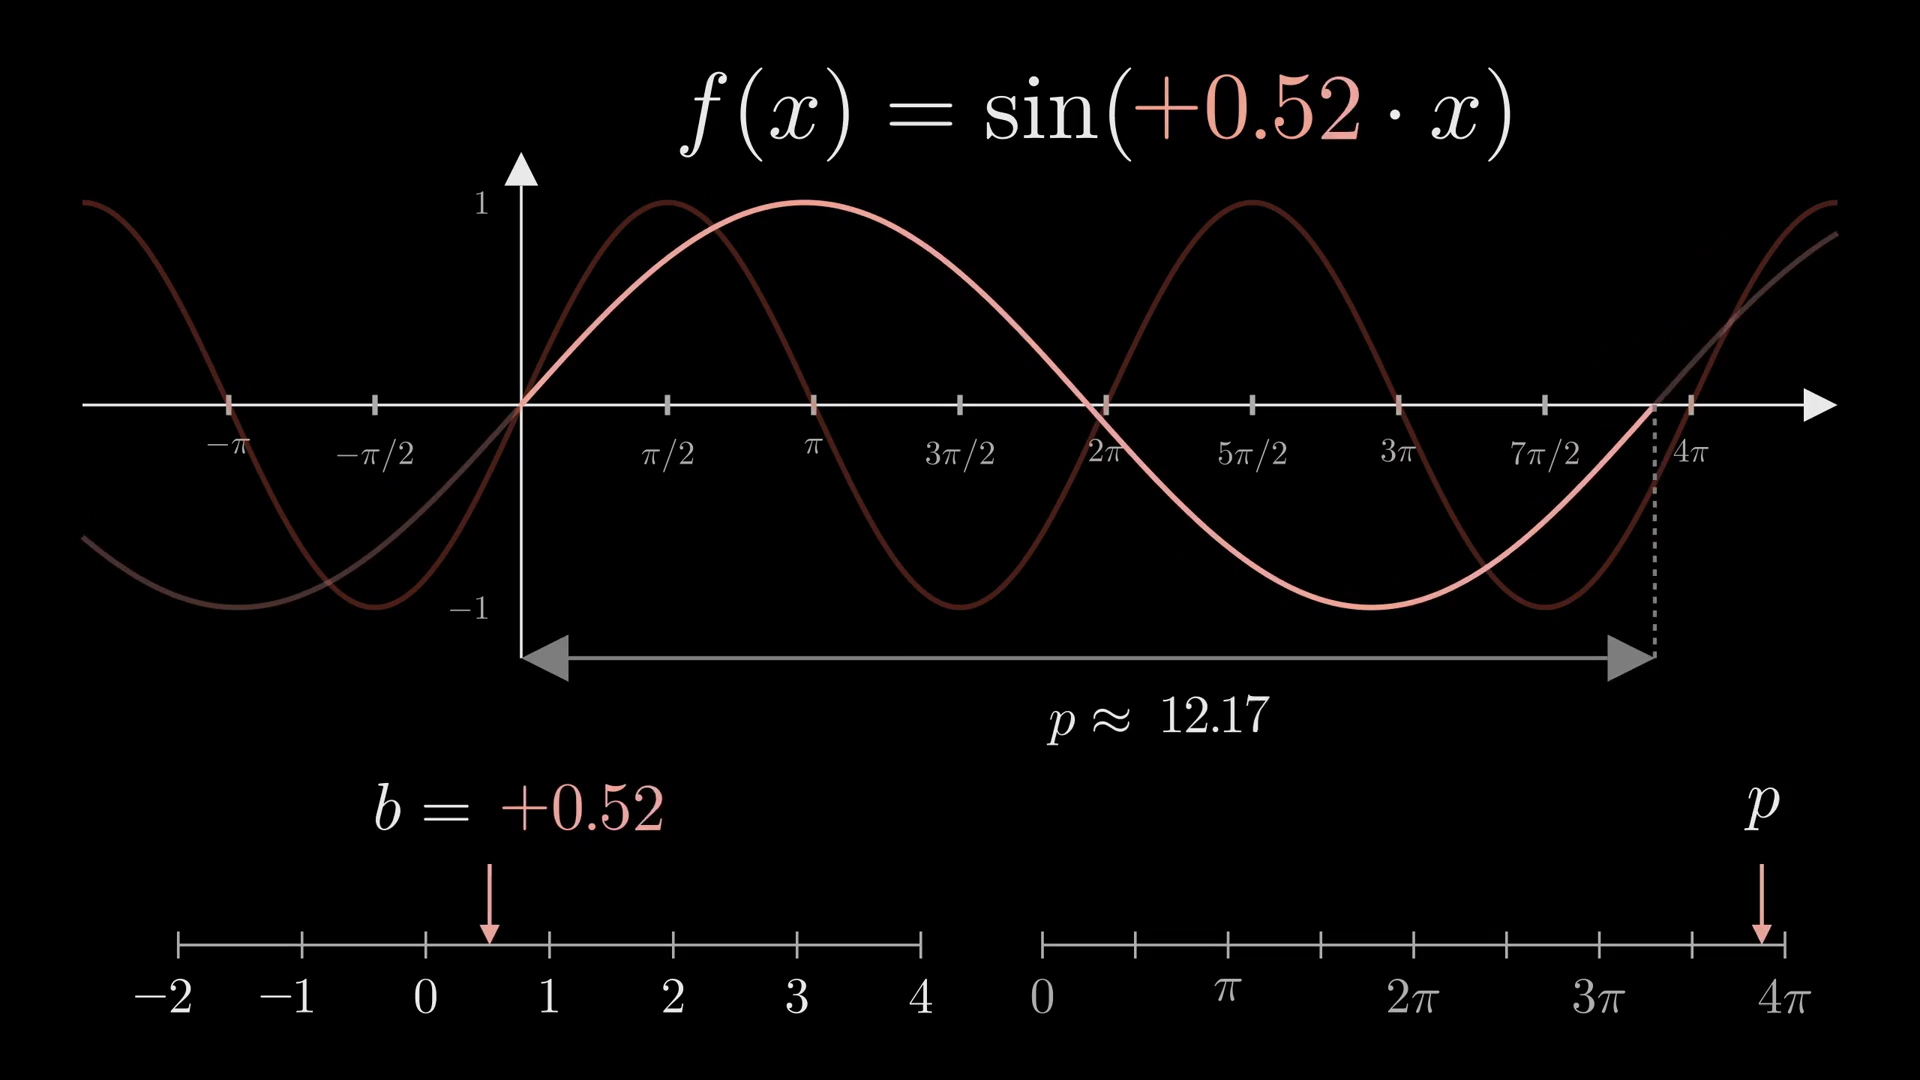 f(x) = sin(+0.52 · x)
1
−π −π/2 π/2 π 3π/2 2π 5π/2 3π 7π/2 4π
−1
p ≈ 12.17
b = +0.52
p
−2 −1 0 1 2 3 4
0 π 2π 3π 4π